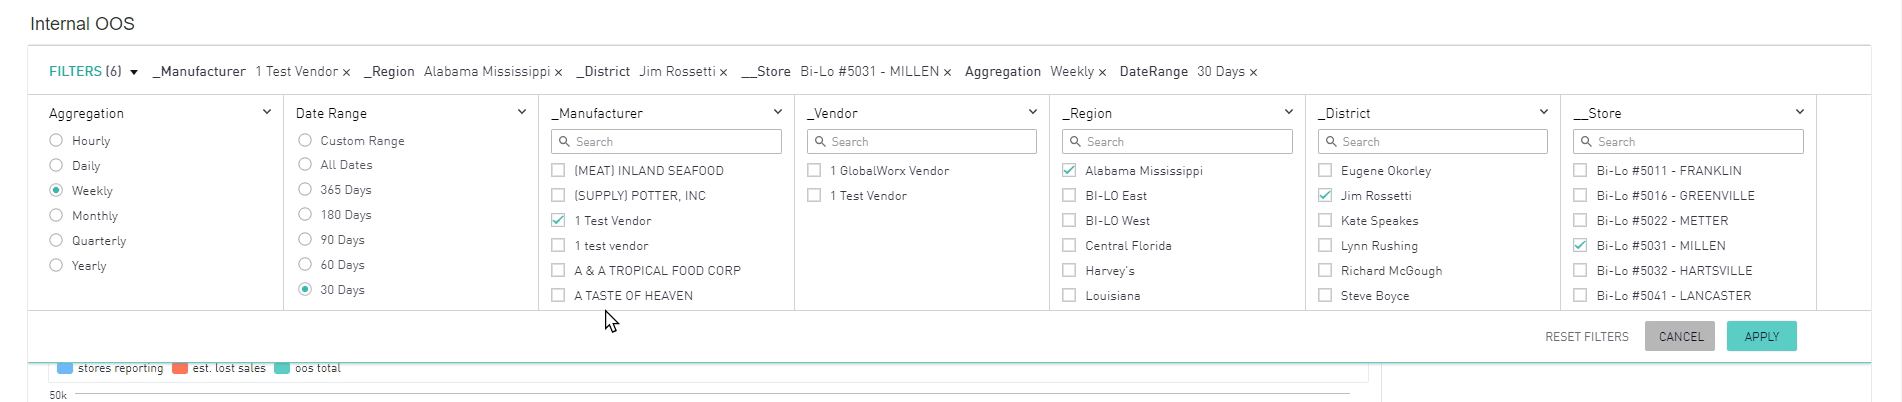 Internal OOS
FILTERS (6) _Manufacturer 1 Test Vendor × _Region Alabama Mississippi × _District Jim Rossetti × __Store Bi-Lo #5031 - MILLEN × Aggregation Weekly × DateRange 30 Days ×
Aggregation
Hourly
Daily
Weekly
Monthly
Quarterly
Yearly
Date Range
Custom Range
All Dates
365 Days
180 Days
90 Days
60 Days
30 Days
_Manufacturer
Search
(MEAT) INLAND SEAFOOD
(SUPPLY) POTTER, INC
1 Test Vendor
1 test vendor
A & A TROPICAL FOOD CORP
A TASTE OF HEAVEN
_Vendor
Search
1 GlobalWorx Vendor
1 Test Vendor
_Region
Search
Alabama Mississippi
BI-LO East
BI-LO West
Central Florida
Harvey's
Louisiana
_District
Search
Eugene Okorley
Jim Rossetti
Kate Speakes
Lynn Rushing
Richard McGough
Steve Boyce
__Store
Search
Bi-Lo #5011 - FRANKLIN
Bi-Lo #5016 - GREENVILLE
Bi-Lo #5022 - METTER
Bi-Lo #5031 - MILLEN
Bi-Lo #5032 - HARTSVILLE
Bi-Lo #5041 - LANCASTER
RESET FILTERS CANCEL APPLY
stores reporting est. lost sales oos total
50k